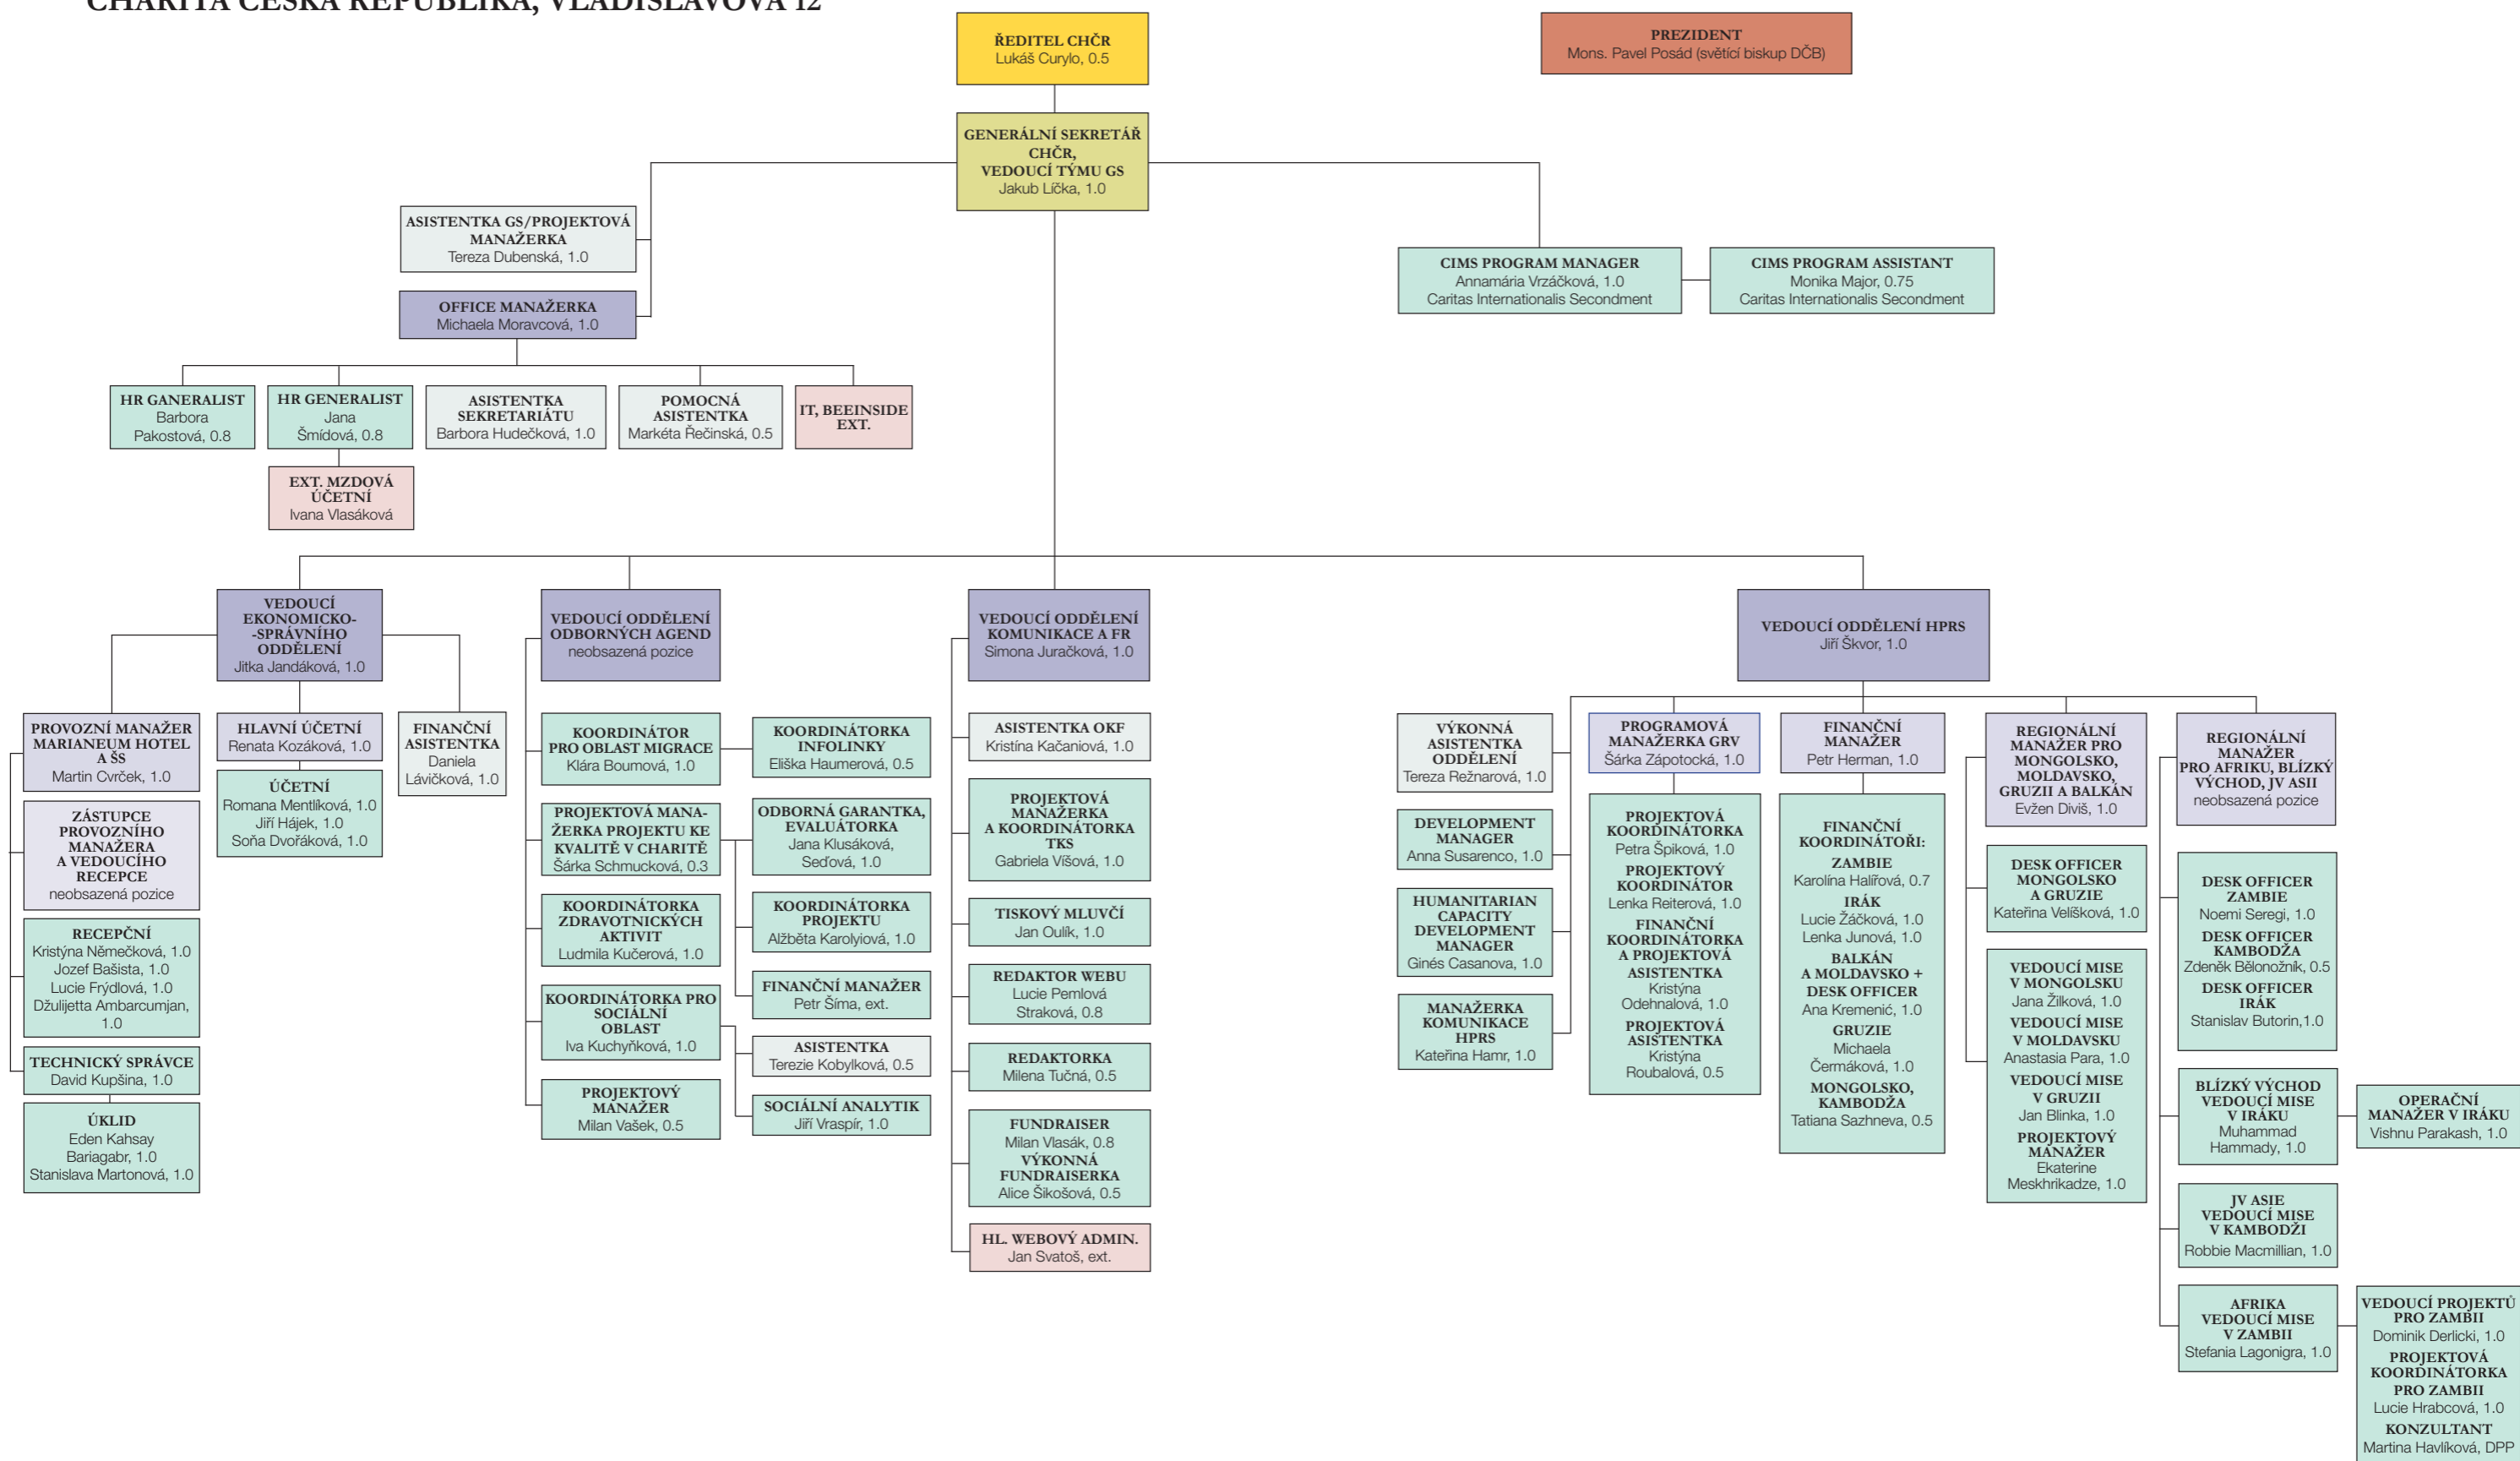 CHARITA ČESKÁ REPUBLIKA, VLADISLAVOVA 12
ŘEDITEL CHČR
Lukáš Curylo, 0.5
PREZIDENT
Mons. Pavel Posád (světící biskup DČB)
GENERÁLNÍ SEKRETÁŘ
CHČR,
VEDOUCÍ TÝMU GS
Jakub Líčka, 1.0
ASISTENTKA GS/PROJEKTOVÁ
MANAŽERKA
Tereza Dubenská, 1.0
OFFICE MANAŽERKA
Michaela Moravcová, 1.0
CIMS PROGRAM MANAGER
Annamária Vrzáčková, 1.0
Caritas Internationalis Secondment
CIMS PROGRAM ASSISTANT
Monika Major, 0.75
Caritas Internationalis Secondment
HR GANERALIST
Barbora
Pakostová, 0.8
HR GENERALIST
Jana
Šmídová, 0.8
ASISTENTKA
SEKRETARIÁTU
Barbora Hudečková, 1.0
POMOCNÁ
ASISTENTKA
Markéta Řečinská, 0.5
IT, BEEINSIDE
EXT.
EXT. MZDOVÁ
ÚČETNÍ
Ivana Vlasáková
VEDOUCÍ
EKONOMICKO-
-SPRÁVNÍHO
ODDĚLENÍ
Jitka Jandáková, 1.0
PROVOZNÍ MANAŽER
MARIANEUM HOTEL
A ŠS
Martin Cvrček, 1.0
ZÁSTUPCE
PROVOZNÍHO
MANAŽERA
A VEDOUCÍHO
RECEPCE
neobsazená pozice
RECEPČNÍ
Kristýna Němečková, 1.0
Jozef Bašista, 1.0
Lucie Frýdlová, 1.0
Džulijetta Ambarcumjan,
1.0
TECHNICKÝ SPRÁVCE
David Kupšina, 1.0
ÚKLID
Eden Kahsay
Bariagabr, 1.0
Stanislava Martonová, 1.0
HLAVNÍ ÚČETNÍ
Renata Kozáková, 1.0
ÚČETNÍ
Romana Mentlíková, 1.0
Jiří Hájek, 1.0
Soňa Dvořáková, 1.0
FINANČNÍ
ASISTENTKA
Daniela
Lávičková, 1.0
VEDOUCÍ ODDĚLENÍ
ODBORNÝCH AGEND
neobsazená pozice
KOORDINÁTOR
PRO OBLAST MIGRACE
Klára Boumová, 1.0
KOORDINÁTORKA
INFOLINKY
Eliška Haumerová, 0.5
PROJEKTOVÁ MANA-
ŽERKA PROJEKTU KE
KVALITĚ V CHARITĚ
Šárka Schmucková, 0.3
ODBORNÁ GARANTKA,
EVALUÁTORKA
Jana Klusáková,
Seďová, 1.0
KOORDINÁTORKA
ZDRAVOTNICKÝCH
AKTIVIT
Ludmila Kučerová, 1.0
KOORDINÁTORKA
PROJEKTU
Alžběta Karolyiová, 1.0
FINANČNÍ MANAŽER
Petr Šíma, ext.
KOORDINÁTORKA PRO
SOCIÁLNÍ
OBLAST
Iva Kuchyňková, 1.0
ASISTENTKA
Terezie Kobylková, 0.5
PROJEKTOVÝ
MANAŽER
Milan Vašek, 0.5
SOCIÁLNÍ ANALYTIK
Jiří Vraspír, 1.0
VEDOUCÍ ODDĚLENÍ
KOMUNIKACE A FR
Simona Juračková, 1.0
ASISTENTKA OKF
Kristína Kačaniová, 1.0
PROJEKTOVÁ
MANAŽERKA
A KOORDINÁTORKA
TKS
Gabriela Víšová, 1.0
TISKOVÝ MLUVČÍ
Jan Oulík, 1.0
REDAKTOR WEBU
Lucie Pemlová
Straková, 0.8
REDAKTORKA
Milena Tučná, 0.5
FUNDRAISER
Milan Vlasák, 0.8
VÝKONNÁ
FUNDRAISERKA
Alice Šikošová, 0.5
HL. WEBOVÝ ADMIN.
Jan Svatoš, ext.
VEDOUCÍ ODDĚLENÍ HPRS
Jiří Škvor, 1.0
VÝKONNÁ
ASISTENTKA
ODDĚLENÍ
Tereza Režnarová, 1.0
DEVELOPMENT
MANAGER
Anna Susarenco, 1.0
HUMANITARIAN
CAPACITY
DEVELOPMENT
MANAGER
Ginés Casanova, 1.0
MANAŽERKA
KOMUNIKACE
HPRS
Kateřina Hamr, 1.0
PROGRAMOVÁ
MANAŽERKA GRV
Šárka Zápotocká, 1.0
PROJEKTOVÁ
KOORDINÁTORKA
Petra Špiková, 1.0
PROJEKTOVÝ
KOORDINÁTOR
Lenka Reiterová, 1.0
FINANČNÍ
KOORDINÁTORKA
A PROJEKTOVÁ
ASISTENTKA
Kristýna
Odehnalová, 1.0
PROJEKTOVÁ
ASISTENTKA
Kristýna
Roubalová, 0.5
FINANČNÍ
MANAŽER
Petr Herman, 1.0
FINANČNÍ
KOORDINÁTOŘI:
ZAMBIE
Karolína Halířová, 0.7
IRÁK
Lucie Žáčková, 1.0
Lenka Junová, 1.0
BALKÁN
A MOLDAVSKO +
DESK OFFICER
Ana Kremenić, 1.0
GRUZIE
Michaela
Čermáková, 1.0
MONGOLSKO,
KAMBODŽA
Tatiana Sazhneva, 0.5
REGIONÁLNÍ
MANAŽER PRO
MONGOLSKO,
MOLDAVSKO,
GRUZII A BALKÁN
Evžen Diviš, 1.0
DESK OFFICER
MONGOLSKO
A GRUZIE
Kateřina Velíšková, 1.0
VEDOUCÍ MISE
V MONGOLSKU
Jana Žilková, 1.0
VEDOUCÍ MISE
V MOLDAVSKU
Anastasia Para, 1.0
VEDOUCÍ MISE
V GRUZII
Jan Blinka, 1.0
PROJEKTOVÝ
MANAŽER
Ekaterine
Meskhrikadze, 1.0
REGIONÁLNÍ
MANAŽER
PRO AFRIKU, BLÍZKÝ
VÝCHOD, JV ASII
neobsazená pozice
DESK OFFICER
ZAMBIE
Noemi Seregi, 1.0
DESK OFFICER
KAMBODŽA
Zdeněk Bělonožník, 0.5
DESK OFFICER
IRÁK
Stanislav Butorin,1.0
BLÍZKÝ VÝCHOD
VEDOUCÍ MISE
V IRÁKU
Muhammad
Hammady, 1.0
OPERAČNÍ
MANAŽER V IRÁKU
Vishnu Parakash, 1.0
JV ASIE
VEDOUCÍ MISE
V KAMBODŽI
Robbie Macmillian, 1.0
AFRIKA
VEDOUCÍ MISE
V ZAMBII
Stefania Lagonigra, 1.0
VEDOUCÍ PROJEKTŮ
PRO ZAMBII
Dominik Derlicki, 1.0
PROJEKTOVÁ
KOORDINÁTORKA
PRO ZAMBII
Lucie Hrabcová, 1.0
KONZULTANT
Martina Havlíková, DPP